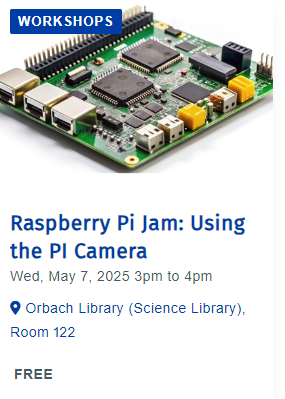 WORKSHOPS
Raspberry Pi Jam: Using
the PI Camera
Wed, May 7, 2025 3pm to 4pm
Orbach Library (Science Library),
Room 122
FREE